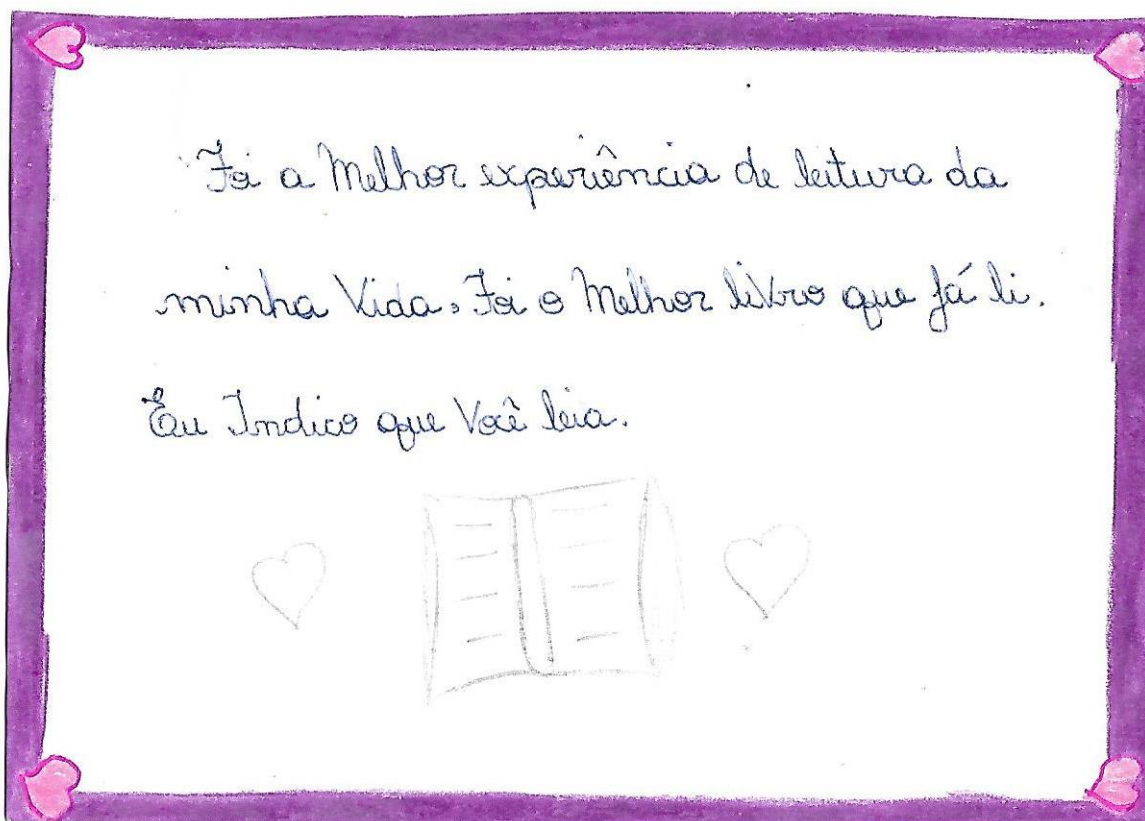 Foi a Melhor experiência de leitura da
minha Vida. Foi o Melhor liVro que já li.
Eu Indico que Você leia.